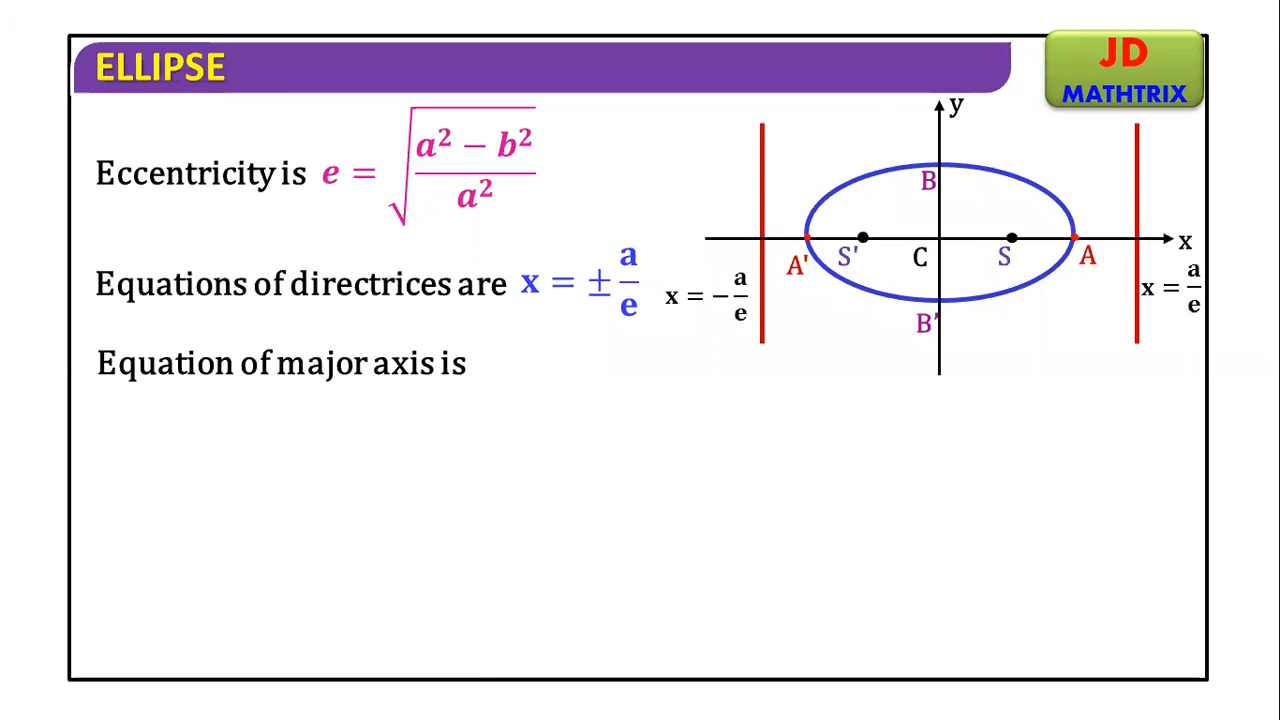 ELLIPSE
JD
MATHTRIX
Eccentricity is e = √((a² − b²)/a²)
Equations of directrices are x = ± a/e
Equation of major axis is
y
B
x
A'
S'
C
S
A
x = − a/e
x = a/e
B'